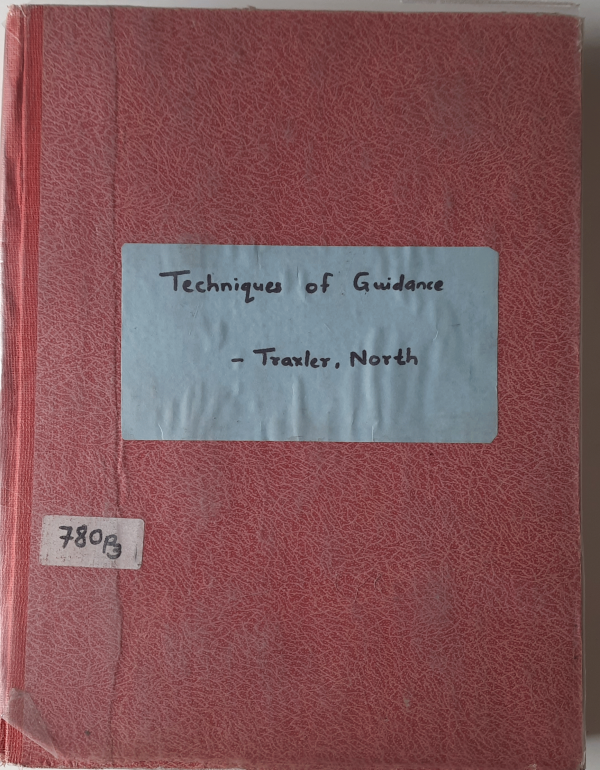 Techniques of Guidance
- Traxler, North
780B